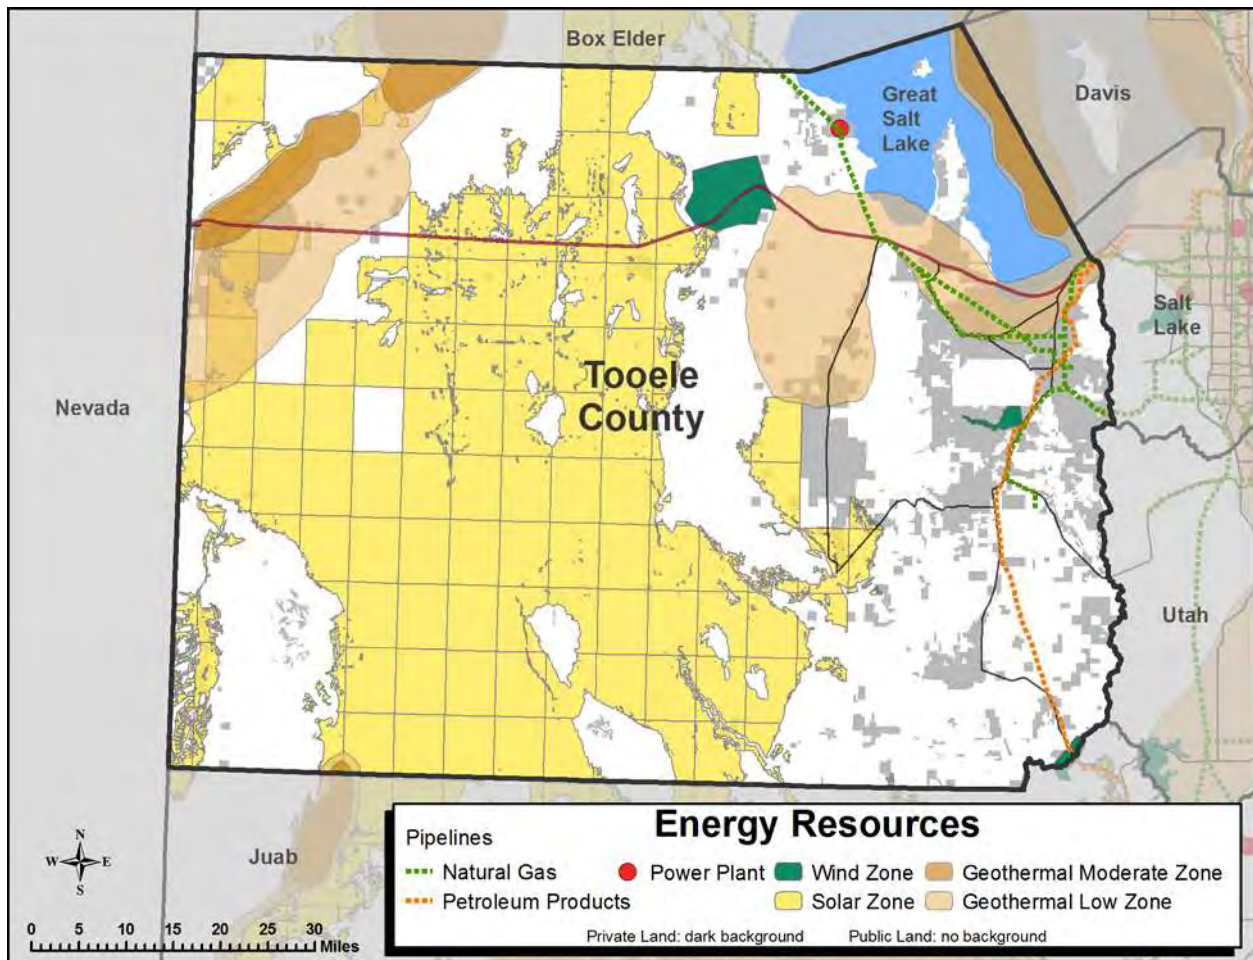 Box Elder
Great
Salt
Lake
Davis
Salt
Lake
Tooele
County
Nevada
Utah
Juab
N
W E
S
0 5 10 15 20 25 30
Miles
Energy Resources
Pipelines
Natural Gas
Petroleum Products
Power Plant
Wind Zone
Solar Zone
Geothermal Moderate Zone
Geothermal Low Zone
Private Land: dark background Public Land: no background